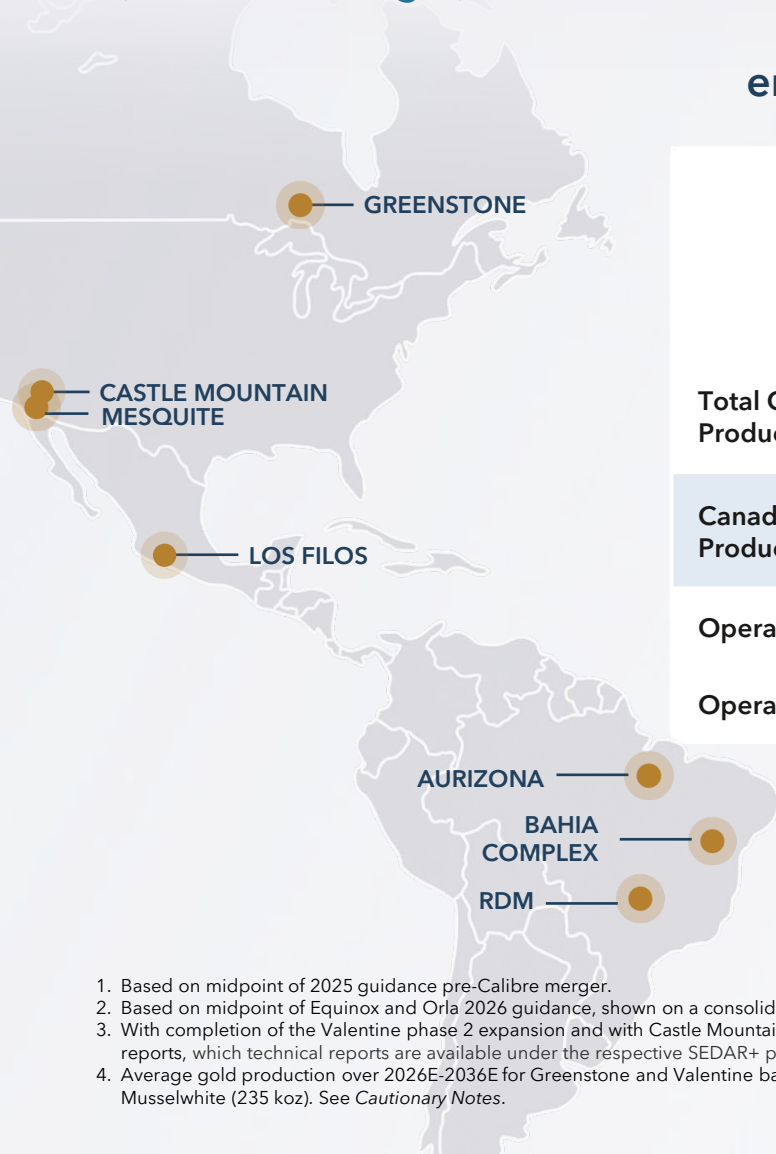 GREENSTONE
CASTLE MOUNTAIN
MESQUITE
LOS FILOS
Total
Canad
Opera
Opera
AURIZONA
BAHIA
COMPLEX
RDM
1. Based on midpoint of 2025 guidance pre-Calibre merger.
2. Based on midpoint of Equinox and Orla 2026 guidance, shown on a consolid
3. With completion of the Valentine phase 2 expansion and with Castle Mountai
reports, which technical reports are available under the respective SEDAR+ p
4. Average gold production over 2026E-2036E for Greenstone and Valentine ba
Musselwhite (235 koz). See Cautionary Notes.